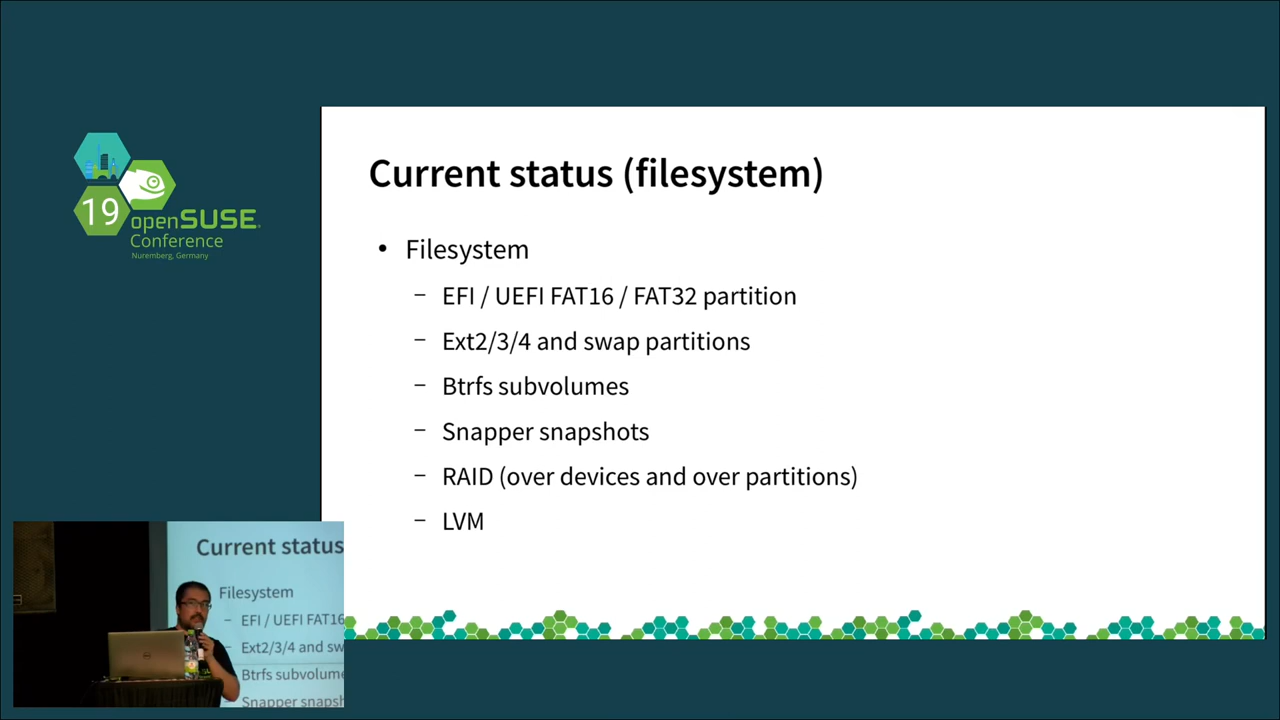 19
openSUSE
Conference
Nuremberg, Germany
Current status (filesystem)
• Filesystem
– EFI / UEFI FAT16 / FAT32 partition
– Ext2/3/4 and swap partitions
– Btrfs subvolumes
– Snapper snapshots
– RAID (over devices and over partitions)
– LVM
Current status
Filesystem
– EFI / UEFI FAT16
– Ext2/3/4 and sw
– Btrfs subvolume
– Snapper snapsh